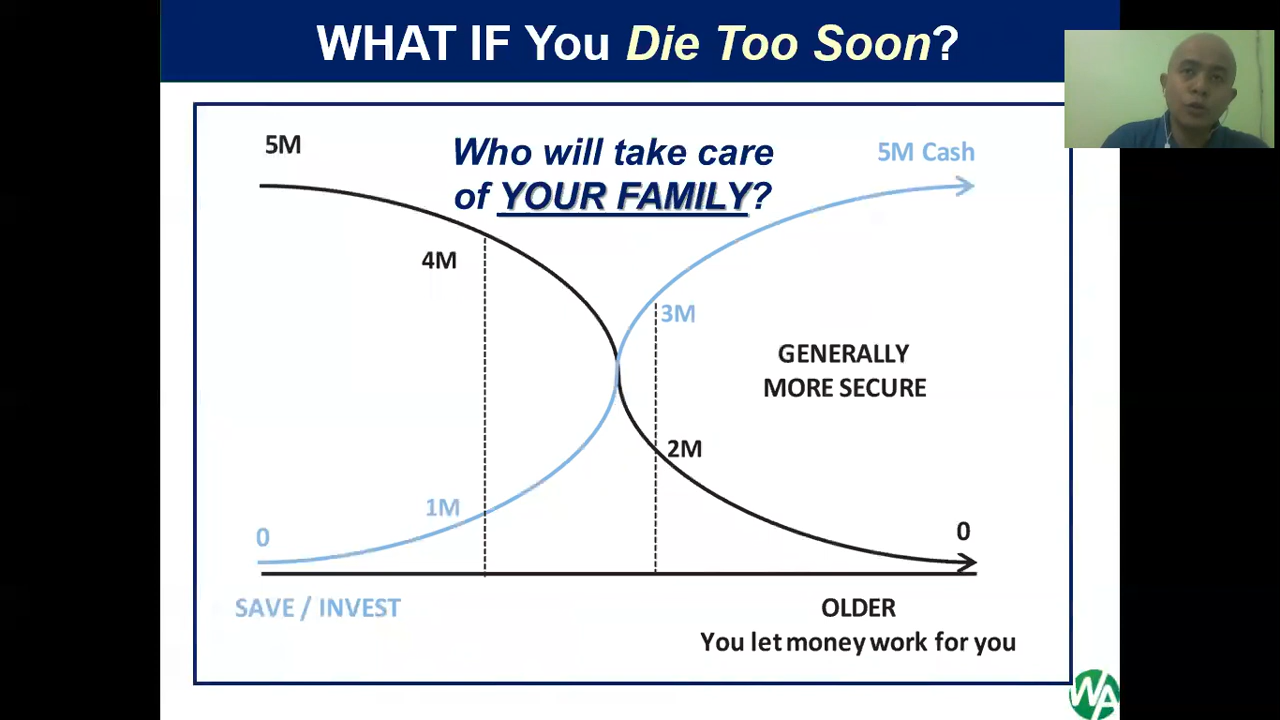 WHAT IF You Die Too Soon?
Who will take care
of YOUR FAMILY?
5M
5M Cash
4M
3M
GENERALLY
MORE SECURE
2M
1M
0
0
SAVE / INVEST
OLDER
You let money work for you
WA